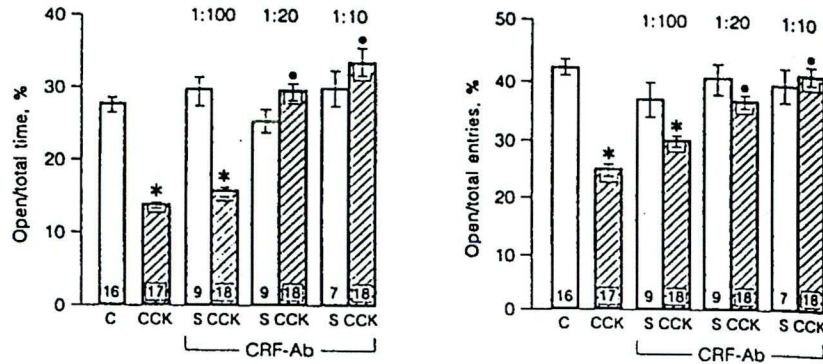 40
30
20
10
0
Open/total time, %
1:100 1:20 1:10
* * • •
16 17 9 18 9 18 7 18
C CCK S CCK S CCK S CCK
CRF-Ab
50
40
30
20
10
0
Open/total entries, %
1:100 1:20 1:10
* * • •
16 17 9 18 9 18 7 18
C CCK S CCK S CCK S CCK
CRF-Ab